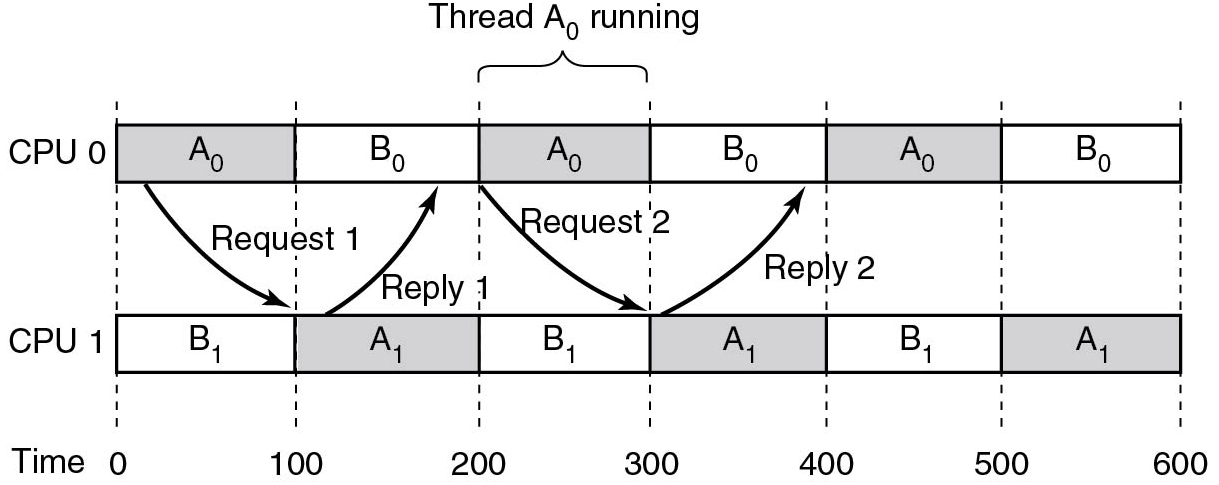 Thread A0 running
CPU 0 A0 B0 A0 B0 A0 B0
Request 1
Reply 1
Request 2
Reply 2
CPU 1 B1 A1 B1 A1 B1 A1
Time 0 100 200 300 400 500 600